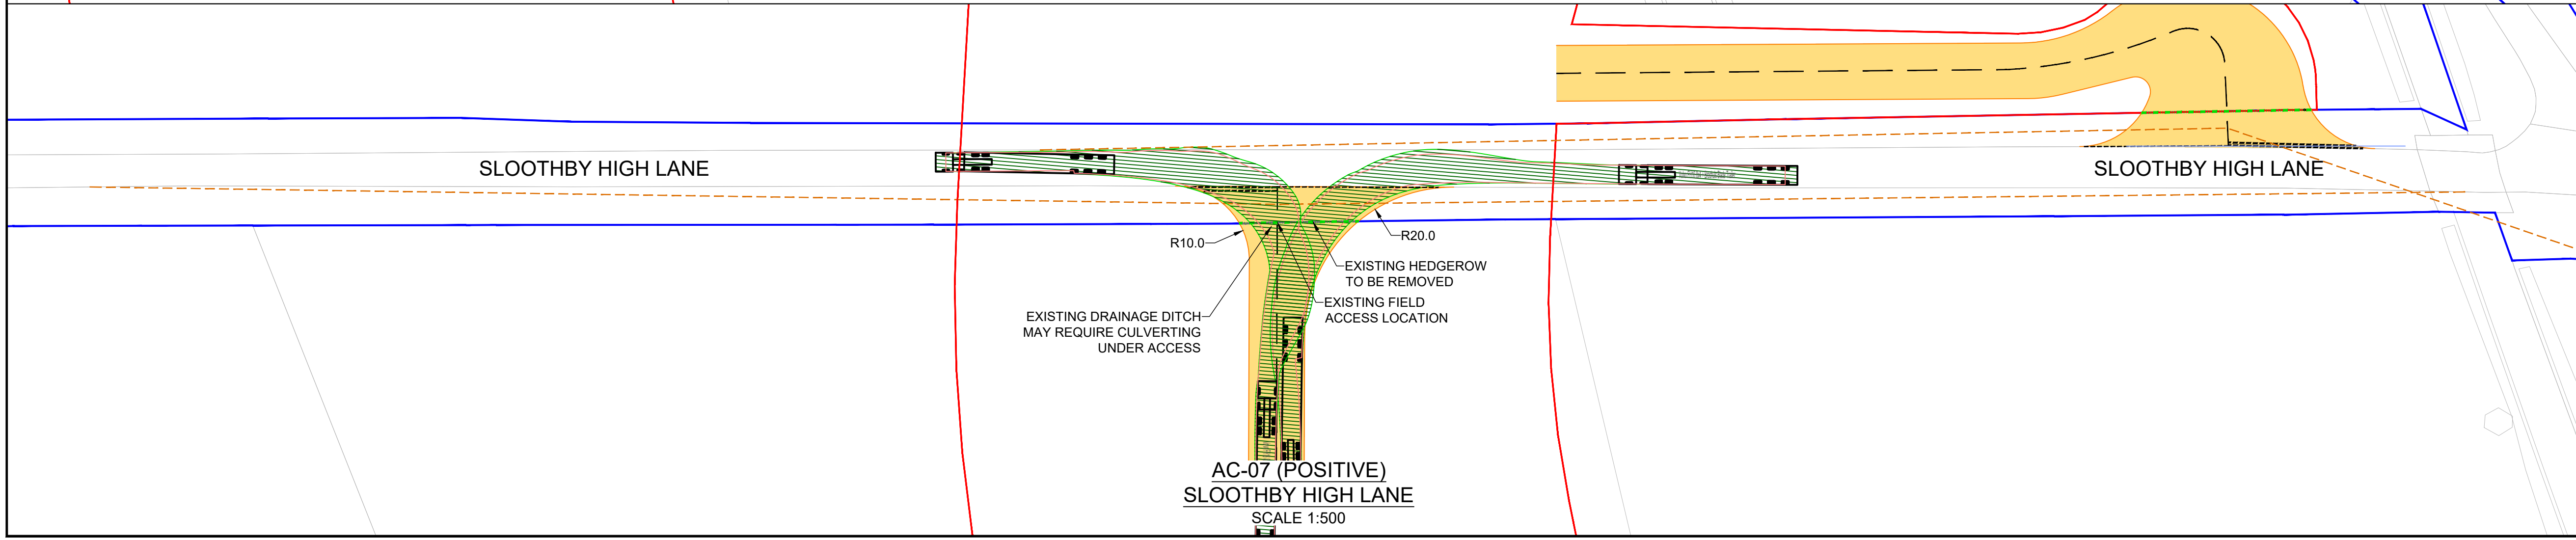 SLOOTHBY HIGH LANE
SLOOTHBY HIGH LANE
R10.0
R20.0
EXISTING HEDGEROW
TO BE REMOVED
EXISTING FIELD
ACCESS LOCATION
EXISTING DRAINAGE DITCH
MAY REQUIRE CULVERTING
UNDER ACCESS
AC-07 (POSITIVE)
SLOOTHBY HIGH LANE
SCALE 1:500